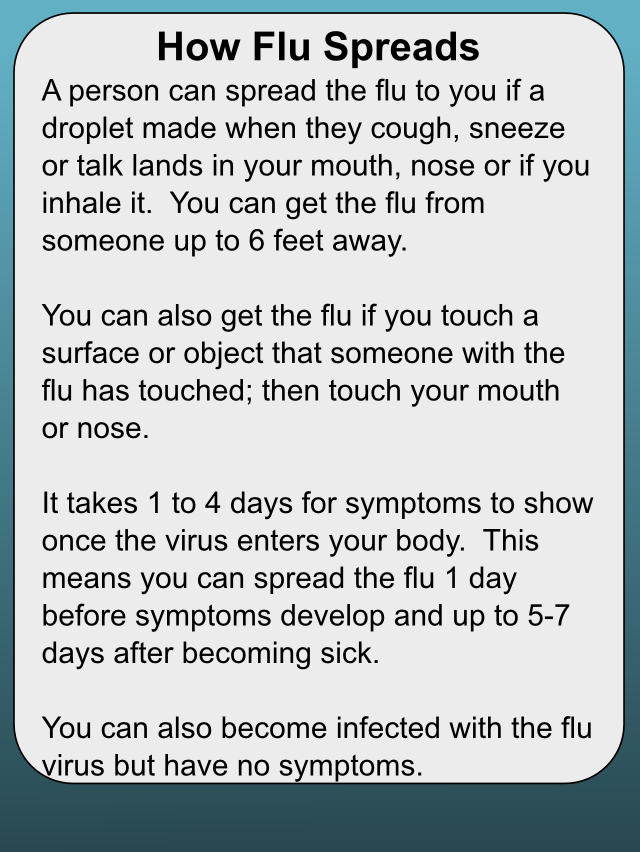 How Flu Spreads
A person can spread the flu to you if a
droplet made when they cough, sneeze
or talk lands in your mouth, nose or if you
inhale it.  You can get the flu from
someone up to 6 feet away.
You can also get the flu if you touch a
surface or object that someone with the
flu has touched; then touch your mouth
or nose.
It takes 1 to 4 days for symptoms to show
once the virus enters your body.  This
means you can spread the flu 1 day
before symptoms develop and up to 5-7
days after becoming sick.
You can also become infected with the flu
virus but have no symptoms.